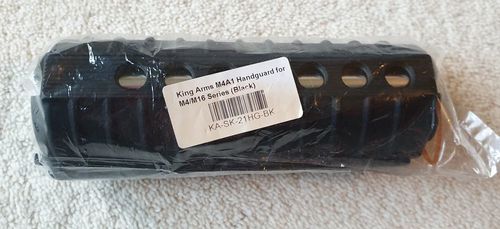 King Arms M4A1 Handguard for
M4/M16 Series (Black)
KA-SK-21HG-BK